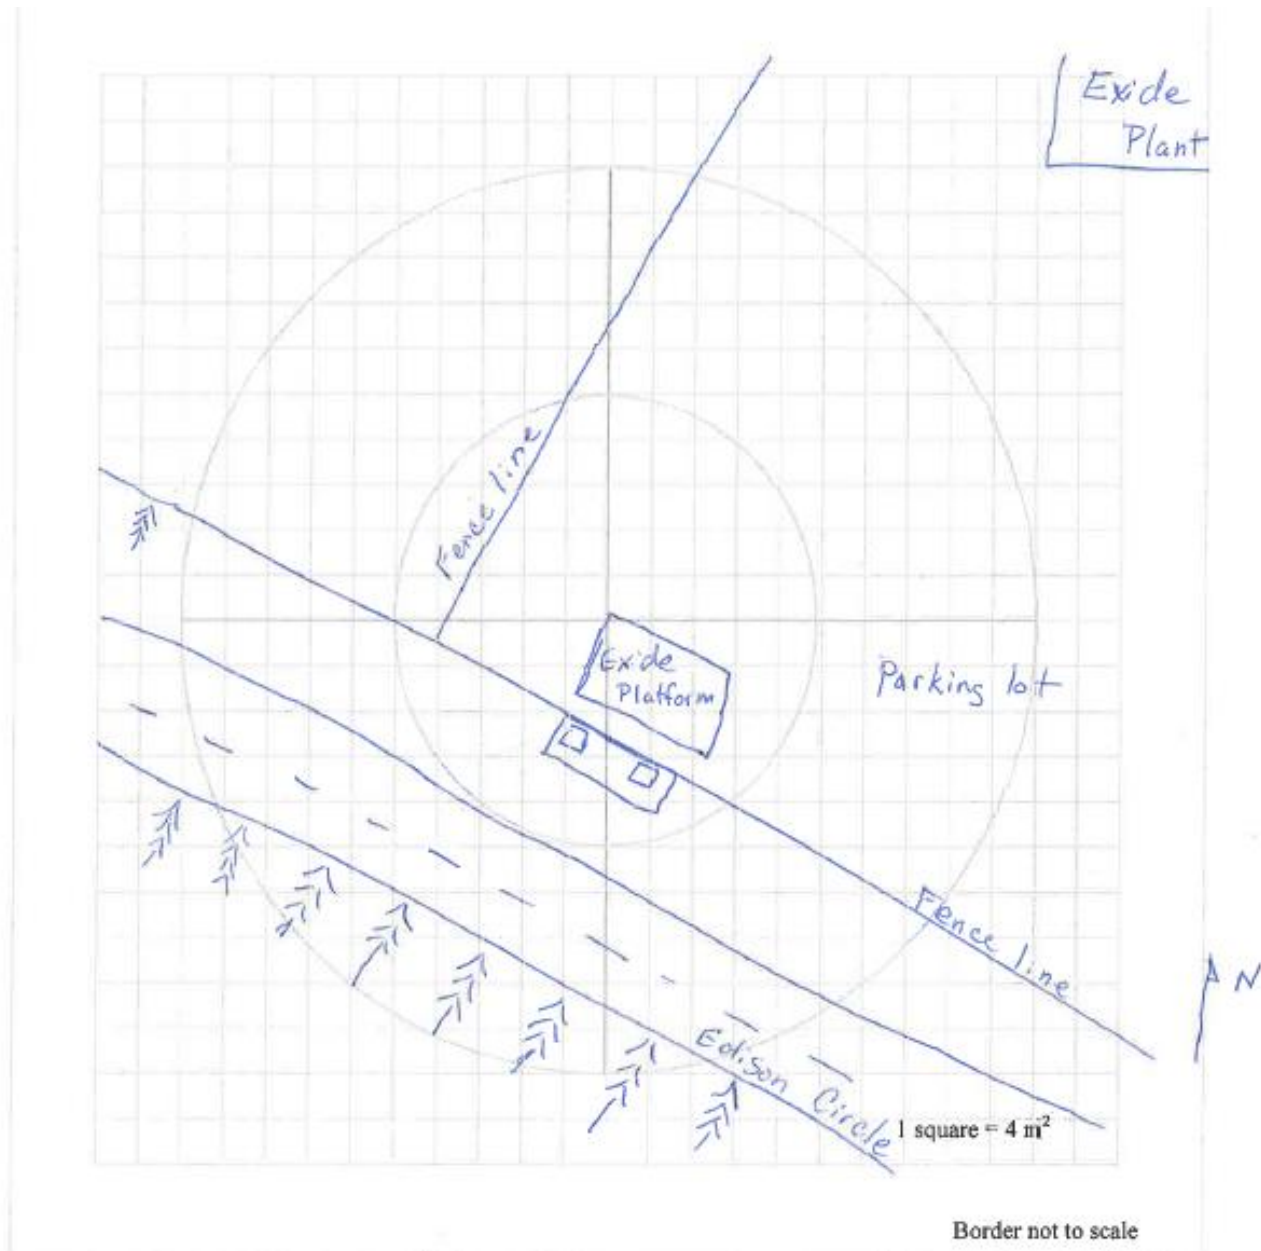 Exide
Plant
Fence line
Exide
Platform
Parking lot
Fence line
N
Edison Circle
1 square = 4 m²
Border not to scale